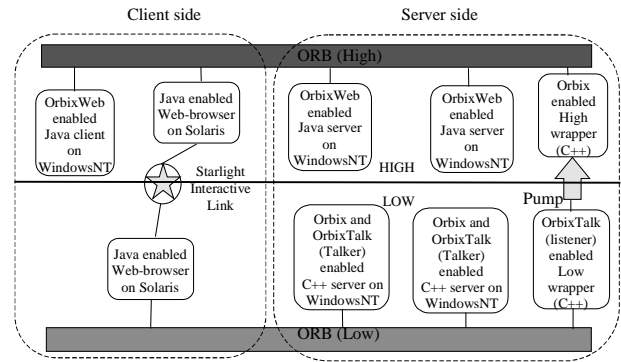 Client side
Server side
ORB (High)
OrbixWeb
enabled
Java client
on
WindowsNT
Java enabled
Web-browser
on Solaris
OrbixWeb
enabled
Java server
on
WindowsNT
OrbixWeb
enabled
Java server
on
WindowsNT
Orbix
enabled
High
wrapper
(C++)
Starlight
Interactive
Link
HIGH
LOW
Pump
Java enabled
Web-browser
on Solaris
Orbix and
OrbixTalk
(Talker)
enabled
C++ server on
WindowsNT
Orbix and
OrbixTalk
(Talker)
enabled
C++ server on
WindowsNT
OrbixTalk
(listener)
enabled
Low
wrapper
(C++)
ORB (Low)